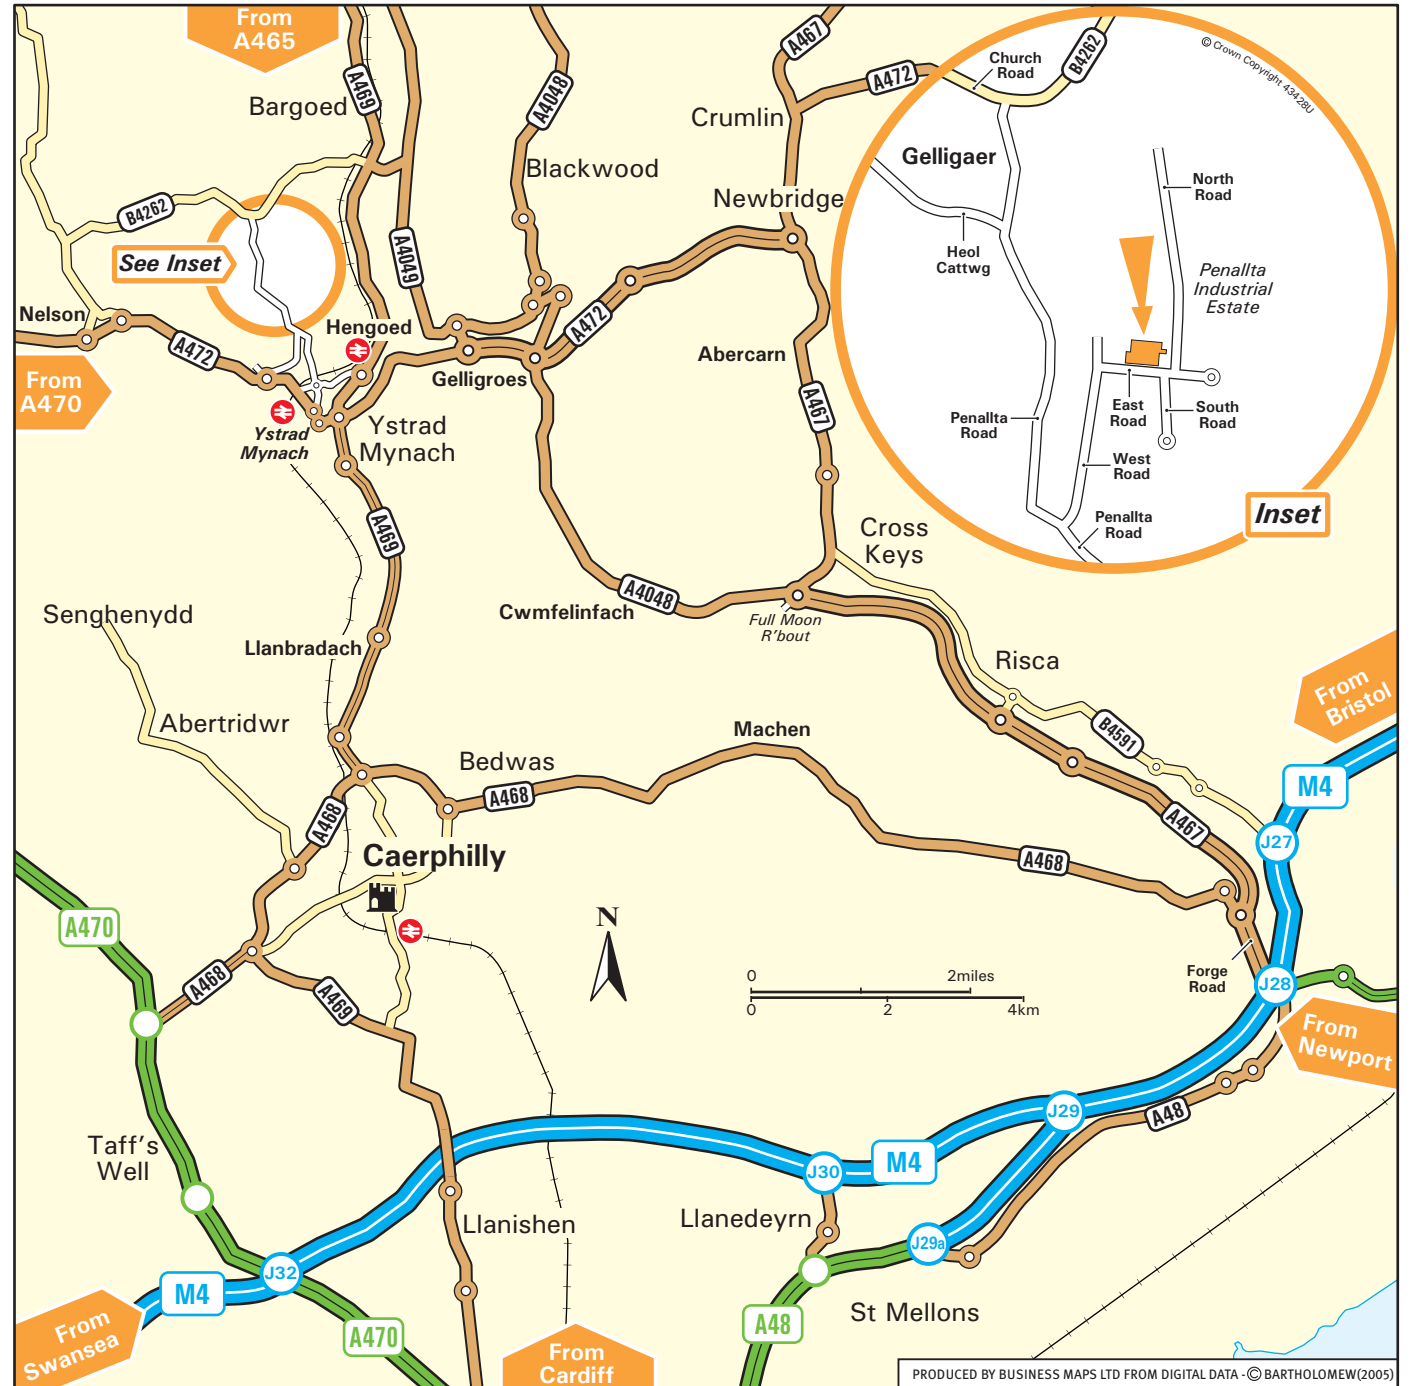 From
A465
A467
Church
Road
B4262
© Crown Copyright 43428U
A469
Bargoed
A4048
A472
Crumlin
Gelligaer
Blackwood
North
Road
Newbridge
B4262
See Inset
A4049
Heol
Cattwg
Penallta
Industrial
Estate
Nelson
Hengoed
A472
A472
Abercarn
Gelligroes
From
A470
A467
East
Road
South
Road
Penallta
Road
Ystrad
Mynach
Ystrad
Mynach
West
Road
Inset
Penallta
Road
A469
Cross
Keys
Senghenydd
A4048
Cwmfelinfach
Full Moon
R'bout
Llanbradach
Risca
From
Bristol
Abertridwr
Machen
B4591
Bedwas
A468
M4
A468
A467
J27
Caerphilly
A468
A470
N
A468
A469
0
2miles
0
2
4km
Forge
Road
J28
From
Newport
J29
A48
Taff's
Well
M4
J30
Llanishen
Llanedeyrn
J29a
J32
M4
St Mellons
From
Swansea
A470
A48
From
Cardiff
PRODUCED BY BUSINESS MAPS LTD FROM DIGITAL DATA - © BARTHOLOMEW(2005)